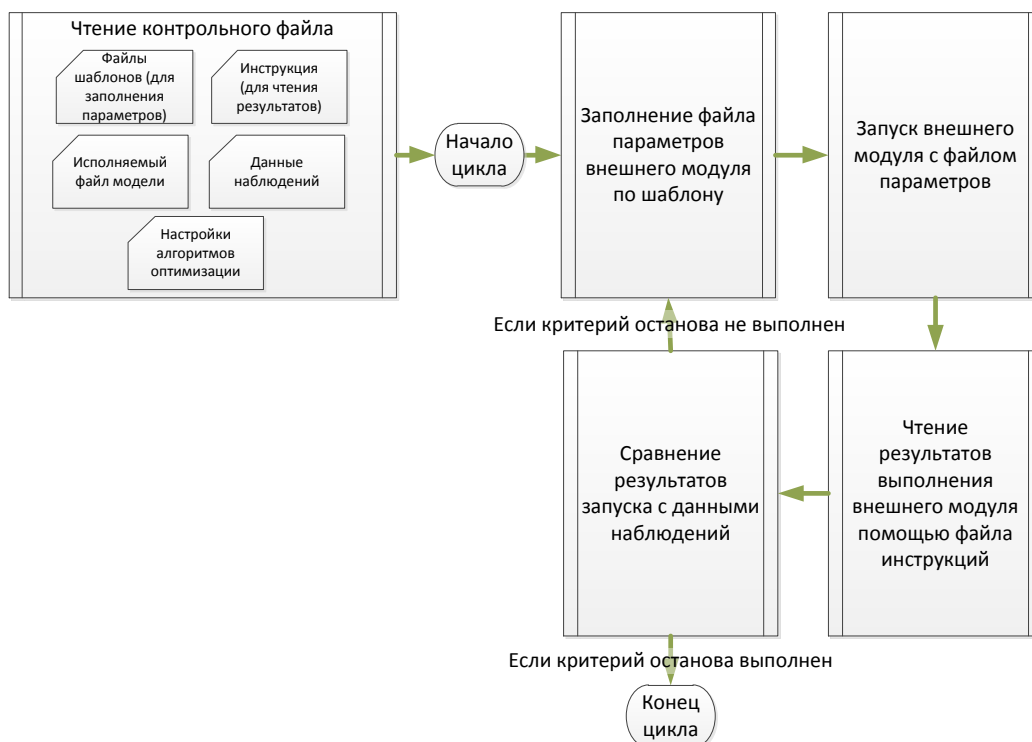 Чтение контрольного файла
Файлы
шаблонов (для
заполнения
параметров)
Инструкция
(для чтения
результатов)
Исполняемый
файл модели
Данные
наблюдений
Настройки
алгоритмов
оптимизации
Начало
цикла
Заполнение файла
параметров
внешнего модуля
по шаблону
Запуск внешнего
модуля с файлом
параметров
Если критерий останова не выполнен
Чтение
результатов
выполнения
внешнего модуля
помощью файла
инструкций
Сравнение
результатов
запуска с данными
наблюдений
Если критерий останова выполнен
Конец
цикла